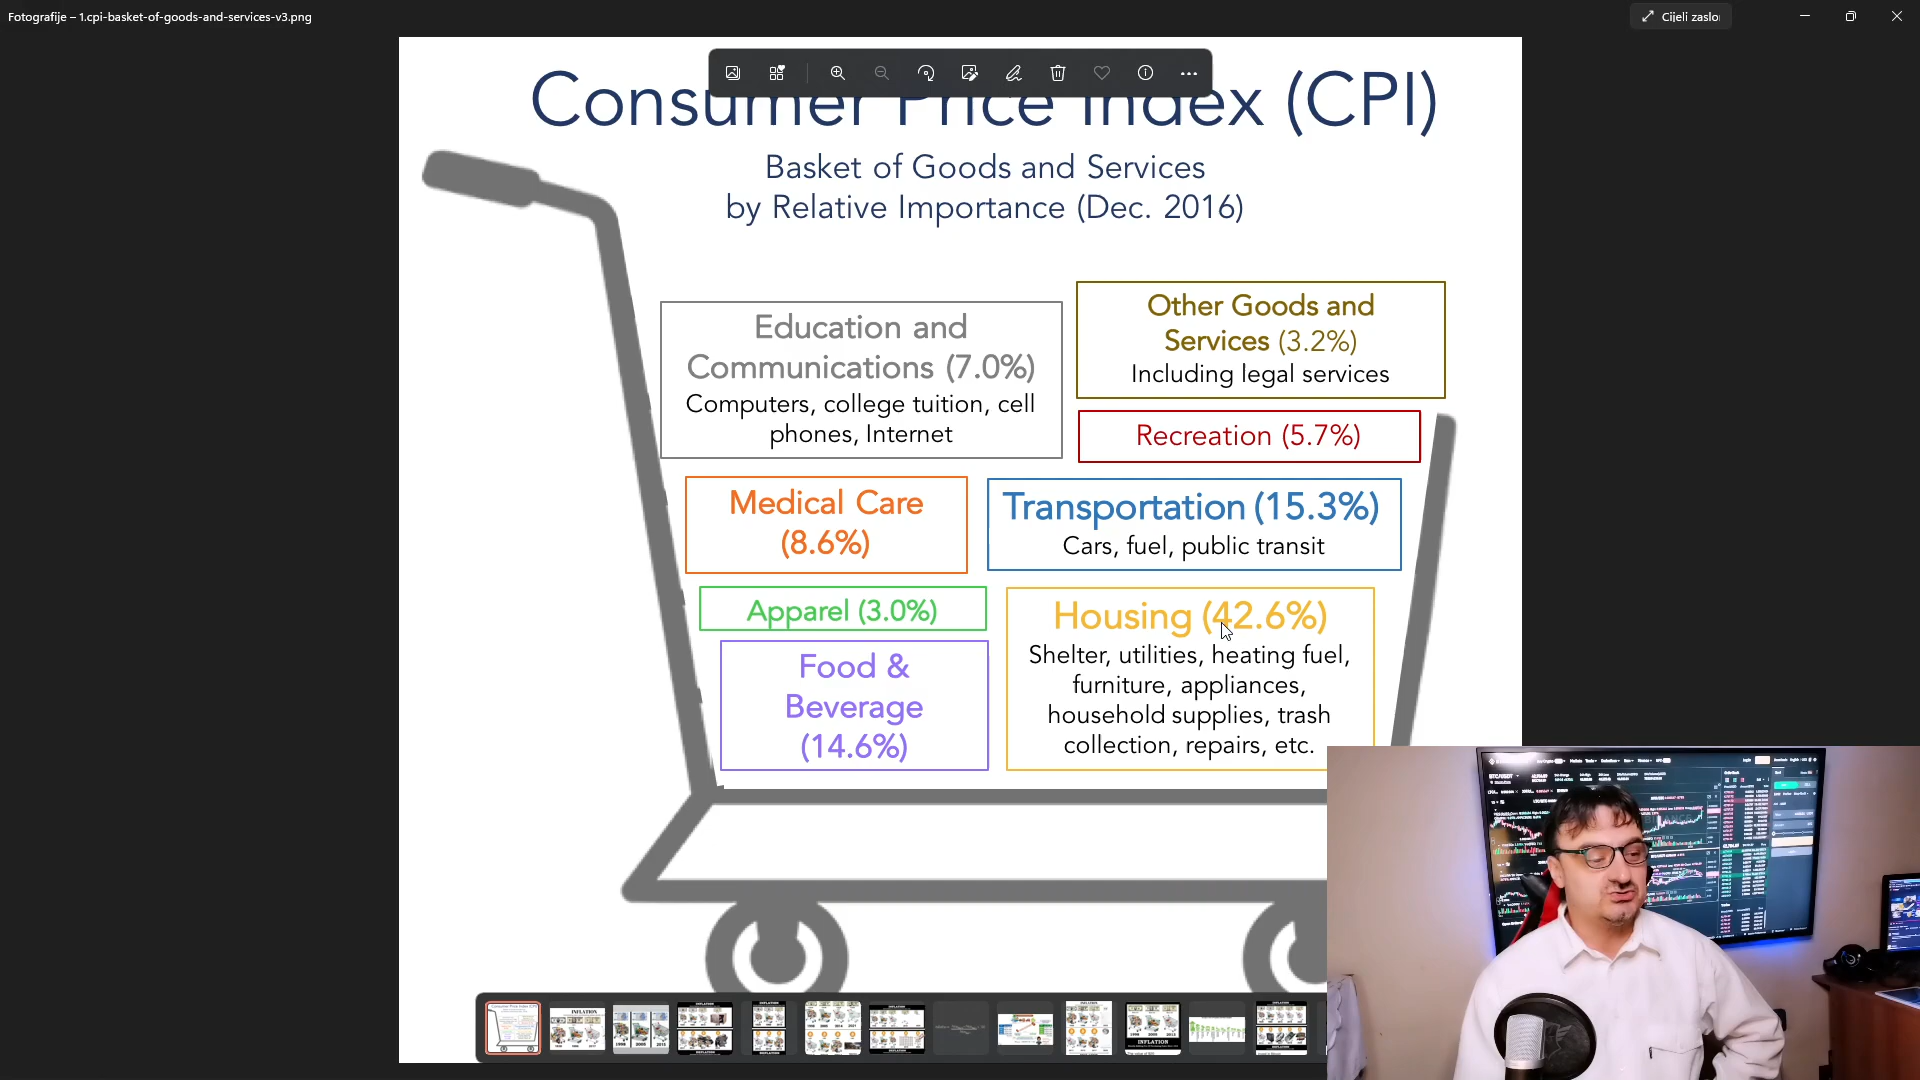 Fotografije – 1.cpi-basket-of-goods-and-services-v3.png
Cijeli zaslo
Consumer Price Index (CPI)
Basket of Goods and Services
by Relative Importance (Dec. 2016)
Education and
Communications (7.0%)
Computers, college tuition, cell
phones, Internet
Other Goods and
Services (3.2%)
Including legal services
Recreation (5.7%)
Medical Care
(8.6%)
Transportation (15.3%)
Cars, fuel, public transit
Apparel (3.0%)
Housing (42.6%)
Shelter, utilities, heating fuel,
furniture, appliances,
household supplies, trash
collection, repairs, etc.
Food &
Beverage
(14.6%)
INFLATION
INFLATION